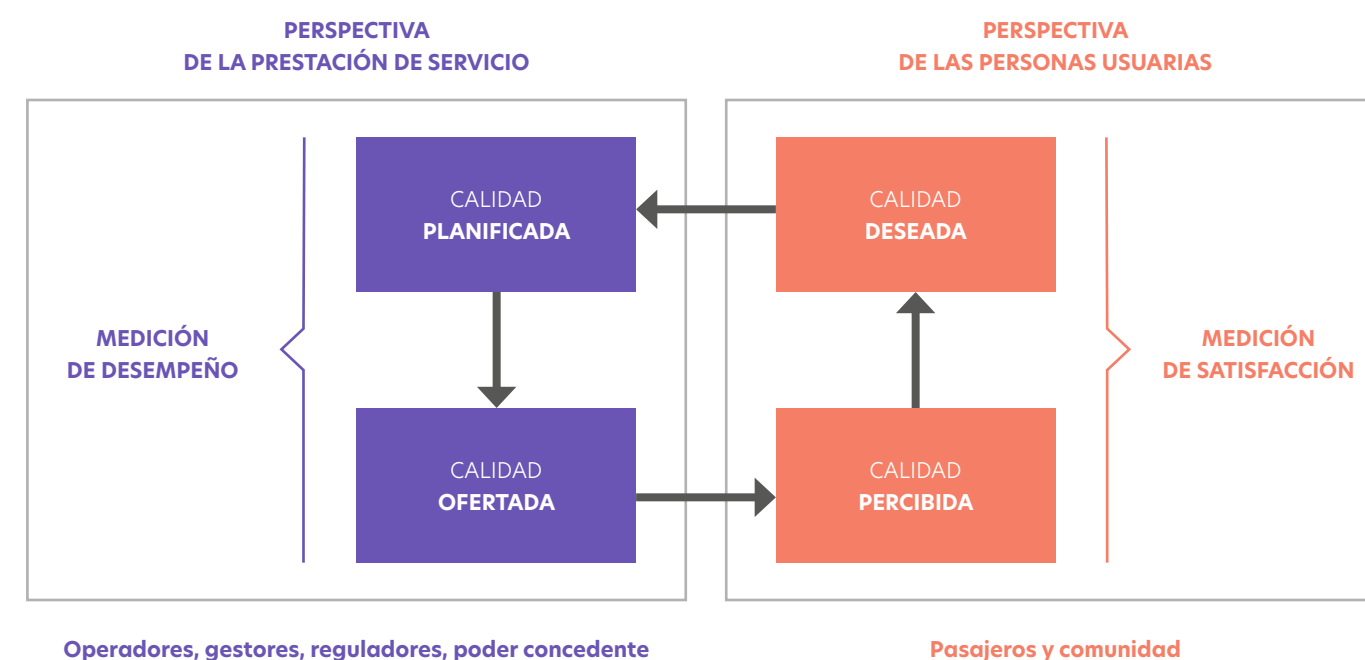 PERSPECTIVA
DE LA PRESTACIÓN DE SERVICIO
PERSPECTIVA
DE LAS PERSONAS USUARIAS
CALIDAD
PLANIFICADA
CALIDAD
DESEADA
MEDICIÓN
DE DESEMPEÑO
MEDICIÓN
DE SATISFACCIÓN
CALIDAD
OFERTADA
CALIDAD
PERCIBIDA
Operadores, gestores, reguladores, poder concedente
Pasajeros y comunidad